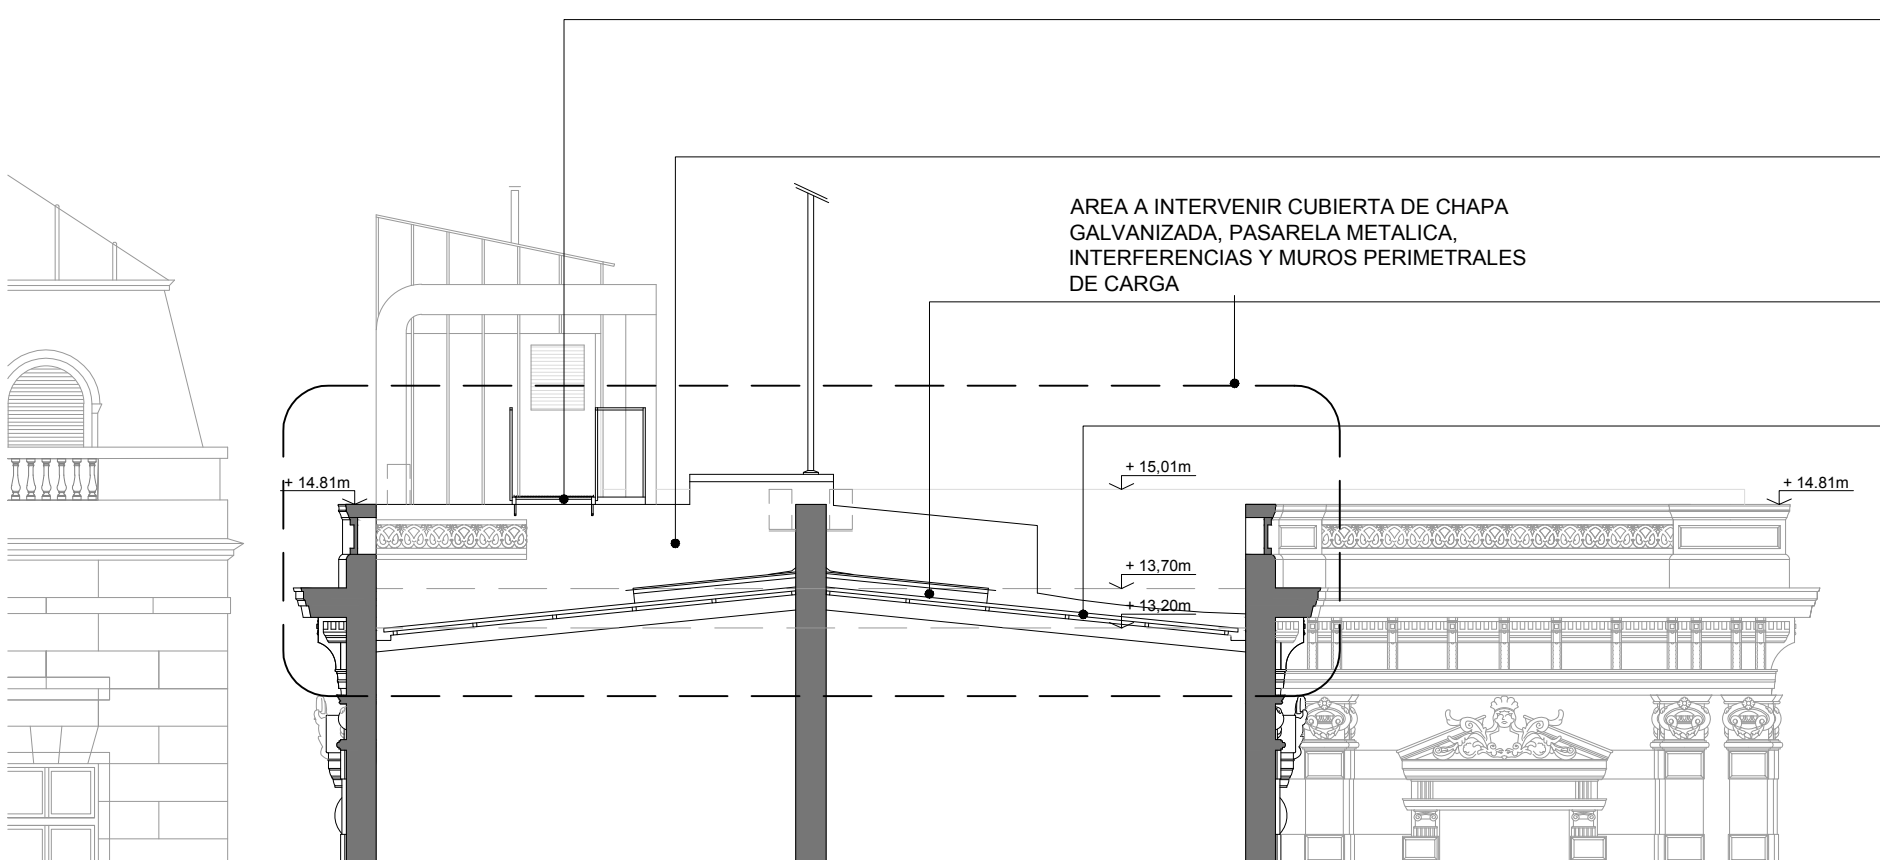 AREA A INTERVENIR CUBIERTA DE CHAPA
GALVANIZADA, PASARELA METALICA,
INTERFERENCIAS Y MUROS PERIMETRALES
DE CARGA
+ 15,01m
+ 14.81m
+ 14.81m
+ 13,70m
+ 13,20m